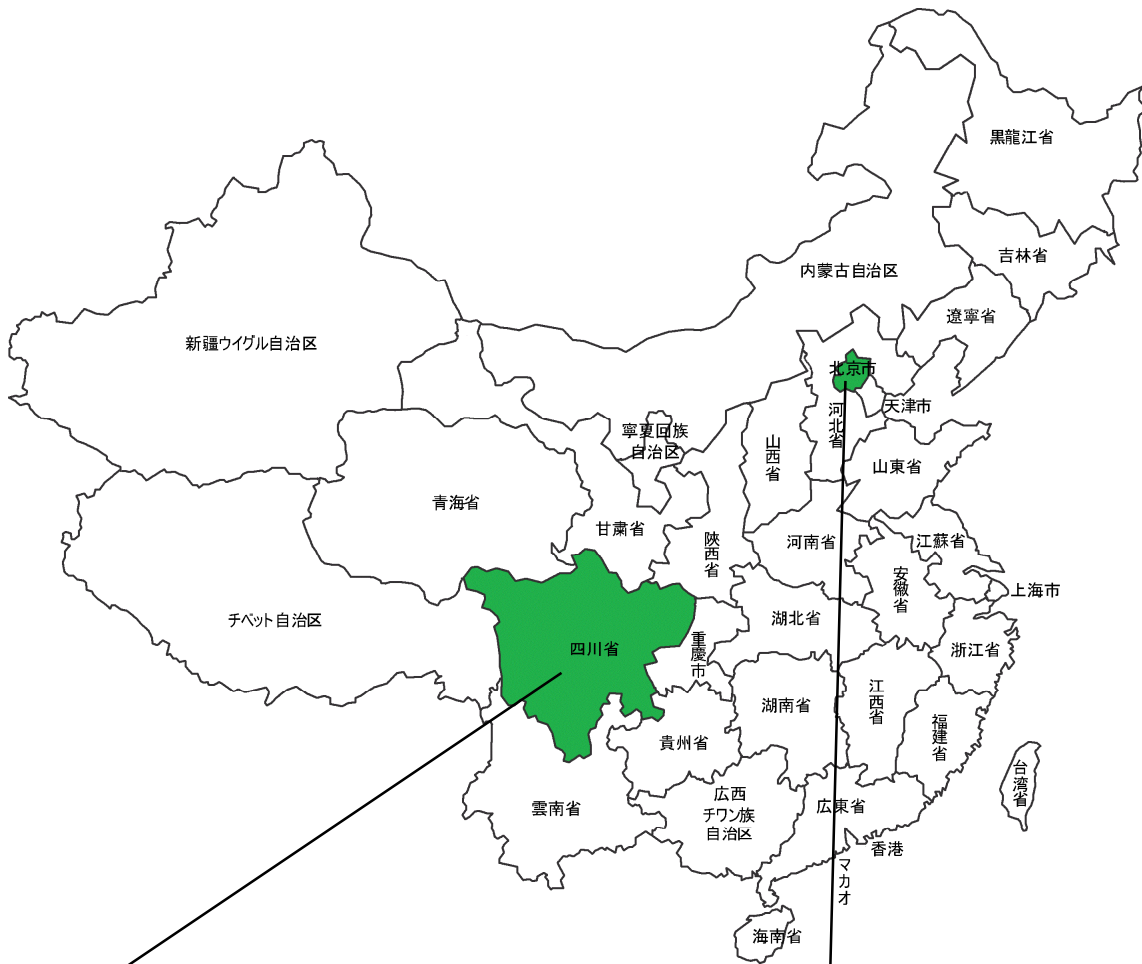 黒龍江省
吉林省
内蒙古自治区
遼寧省
新疆ウイグル自治区
北京市
天津市
河北省
寧夏回族
自治区
山西省
山東省
青海省
甘粛省
陝西省
河南省
江蘇省
安徽省
上海市
チベット自治区
四川省
重慶市
湖北省
浙江省
湖南省
江西省
福建省
貴州省
台湾省
雲南省
広西
チワン族
自治区
広東省
香港
マカオ
海南省